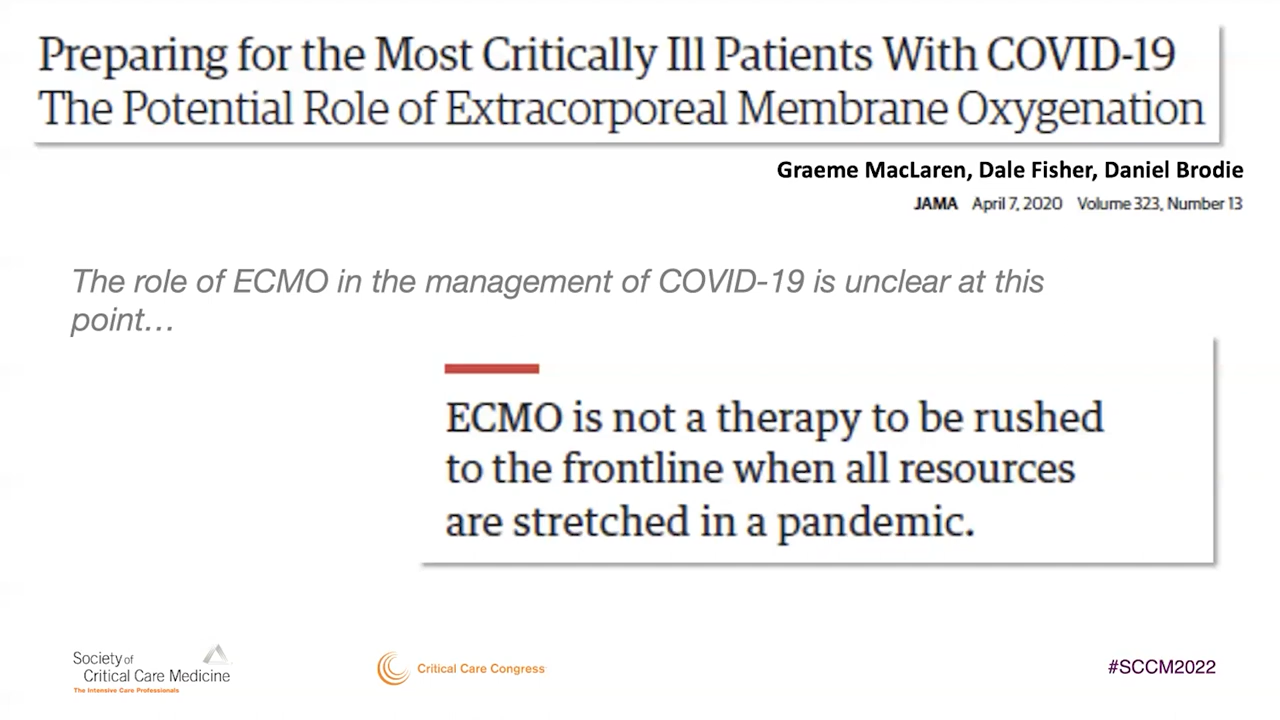 Preparing for the Most Critically Ill Patients With COVID-19
The Potential Role of Extracorporeal Membrane Oxygenation
Graeme MacLaren, Dale Fisher, Daniel Brodie
JAMA April 7, 2020 Volume 323, Number 13
The role of ECMO in the management of COVID-19 is unclear at this
point…
ECMO is not a therapy to be rushed
to the frontline when all resources
are stretched in a pandemic.
Society of
Critical Care Medicine
The Intensive Care Professionals
Critical Care Congress
#SCCM2022